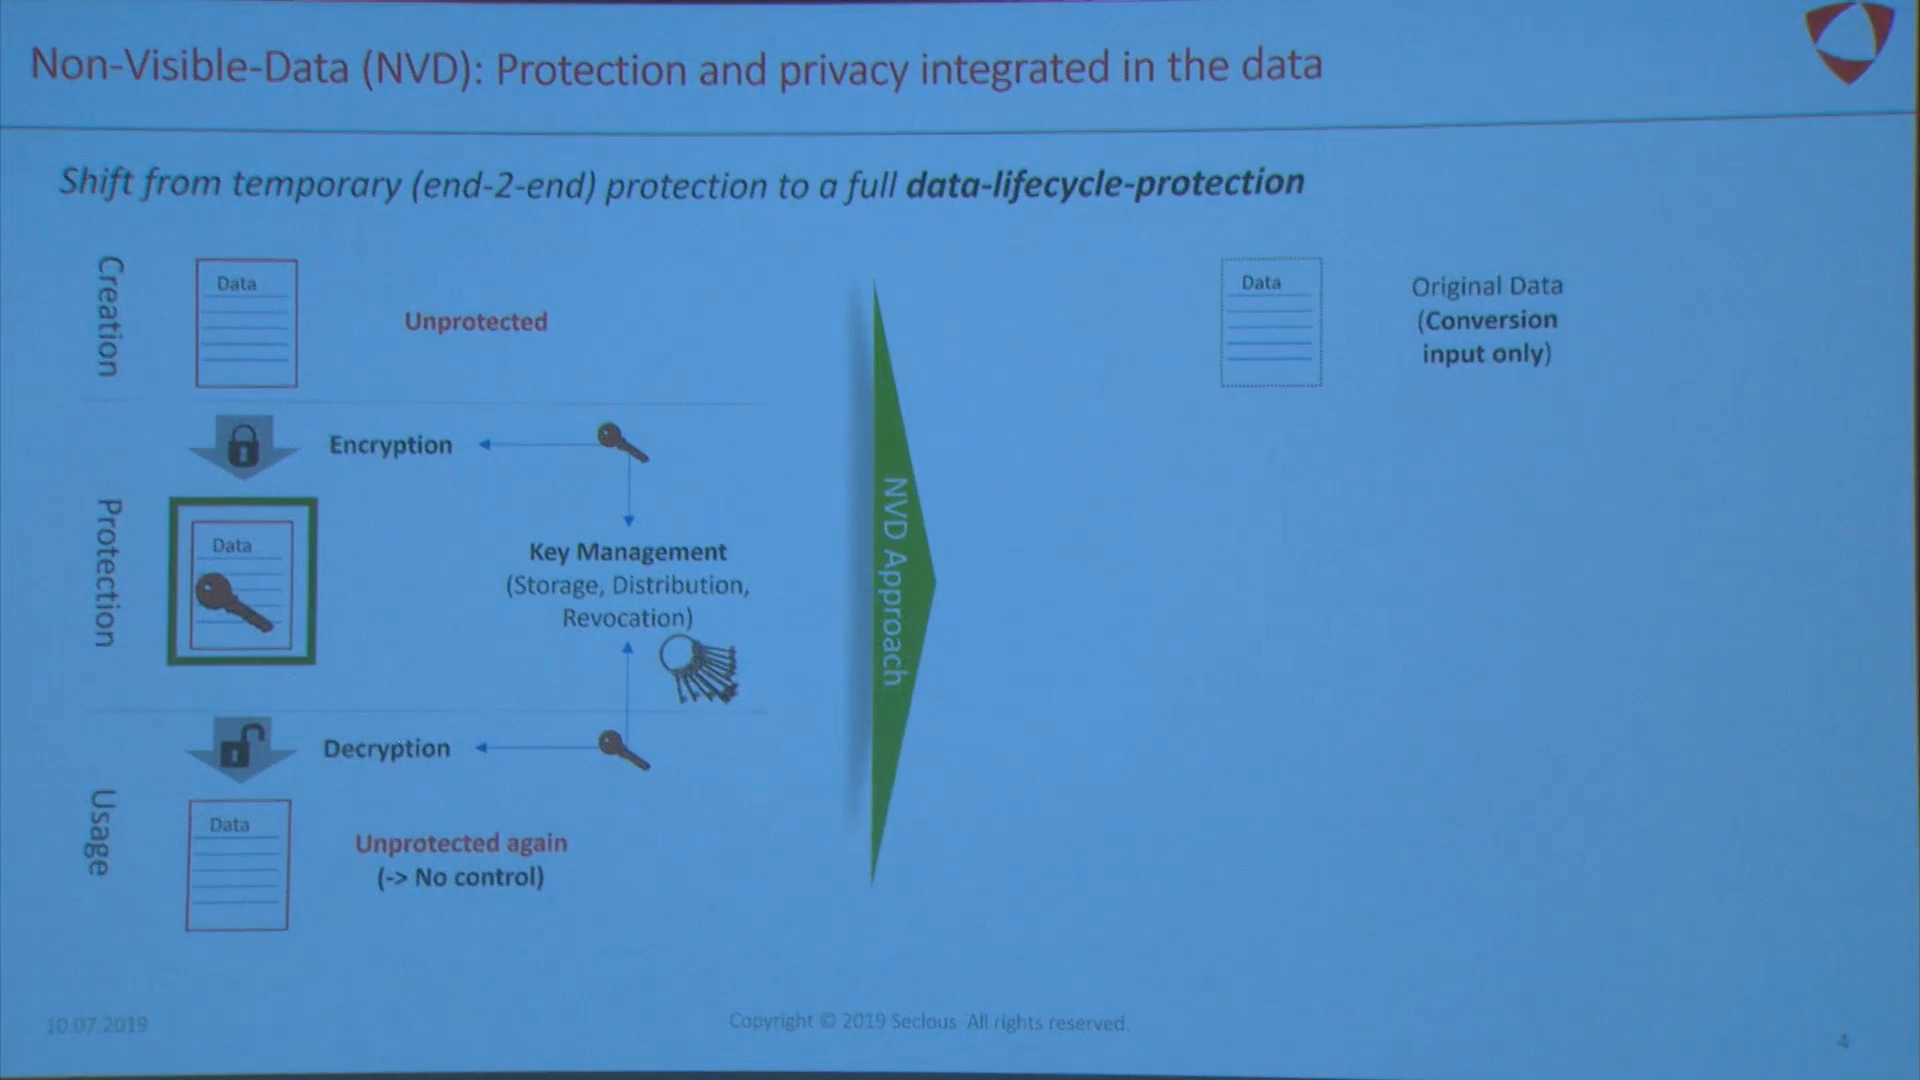 Non-Visible-Data (NVD): Protection and privacy integrated in the data
Shift from temporary (end-2-end) protection to a full data-lifecycle-protection
Creation
Data
Unprotected
Encryption
Protection
Data
Key Management
(Storage, Distribution,
Revocation)
Decryption
Usage
Data
Unprotected again
(-> No control)
NVD Approach
Data
Original Data
(Conversion
input only)
10.07.2019
Copyright © 2019 Seclous All rights reserved.
4